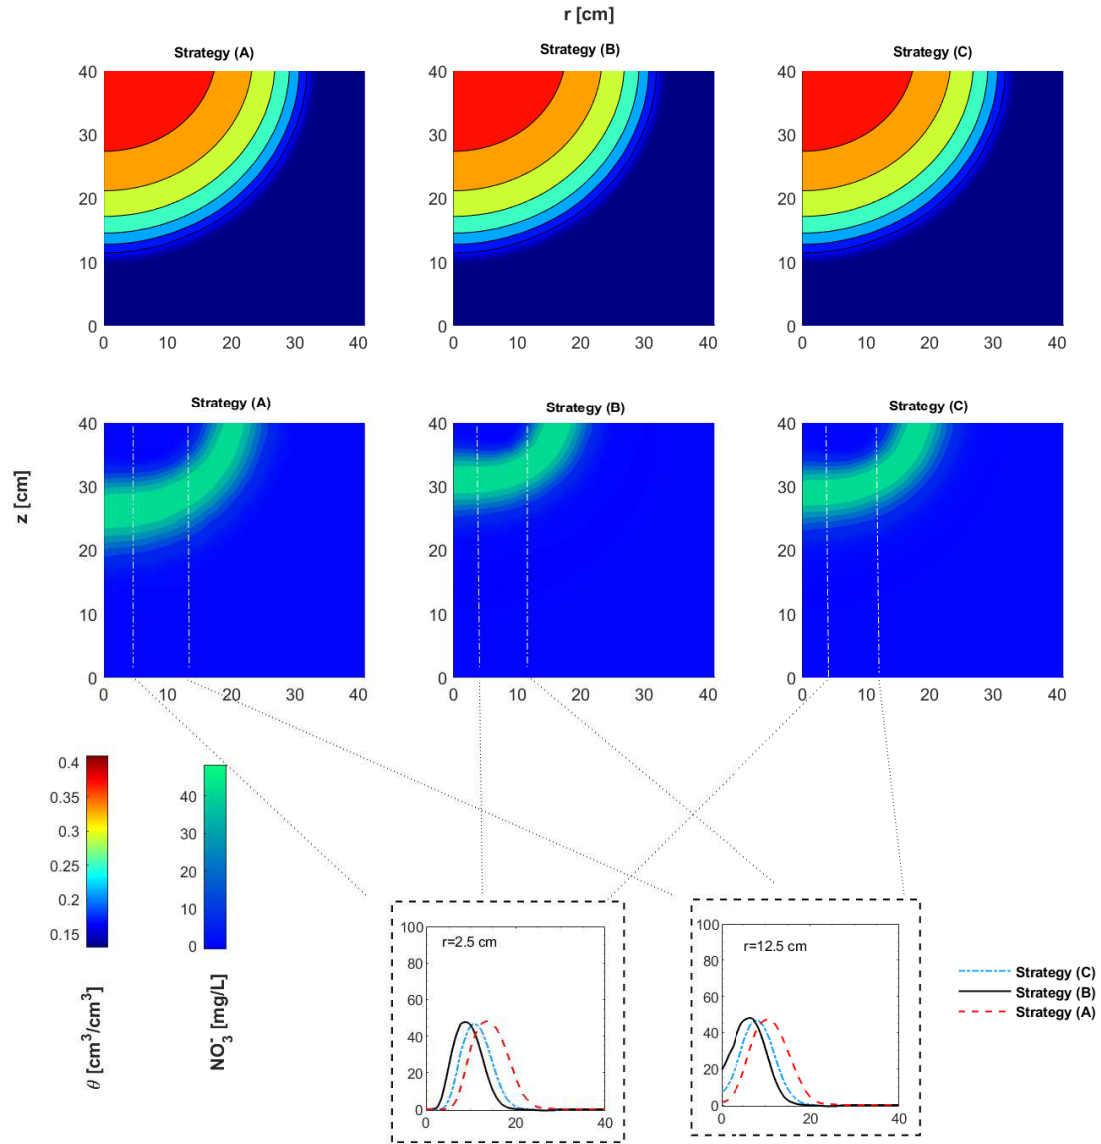 r [cm]
Strategy (A)
Strategy (B)
Strategy (C)
40
30
20
10
0
0 10 20 30 40
40
30
20
10
0
0 10 20 30 40
40
30
20
10
0
0 10 20 30 40
z [cm]
Strategy (A)
Strategy (B)
Strategy (C)
40
30
20
10
0
0 10 20 30 40
40
30
20
10
0
0 10 20 30 40
40
30
20
10
0
0 10 20 30 40
0.4
0.35
0.3
0.25
0.2
0.15
θ [cm³/cm³]
40
30
20
10
0
NO₃⁻ [mg/L]
r=2.5 cm
100
80
60
40
20
0
0 20 40
r=12.5 cm
100
80
60
40
20
0
0 20 40
Strategy (C)
Strategy (B)
Strategy (A)